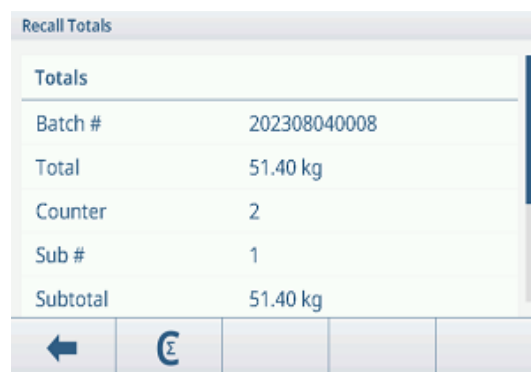 Recall Totals
Totals
Batch # 202308040008
Total 51.40 kg
Counter 2
Sub # 1
Subtotal 51.40 kg
C Σ